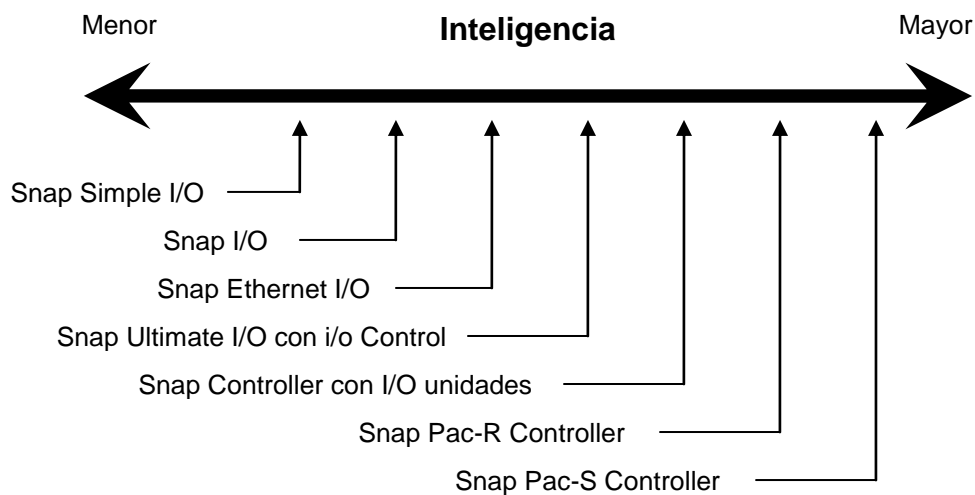 Menor
Inteligencia
Mayor
Snap Simple I/O
Snap I/O
Snap Ethernet I/O
Snap Ultimate I/O con i/o Control
Snap Controller con I/O unidades
Snap Pac-R Controller
Snap Pac-S Controller